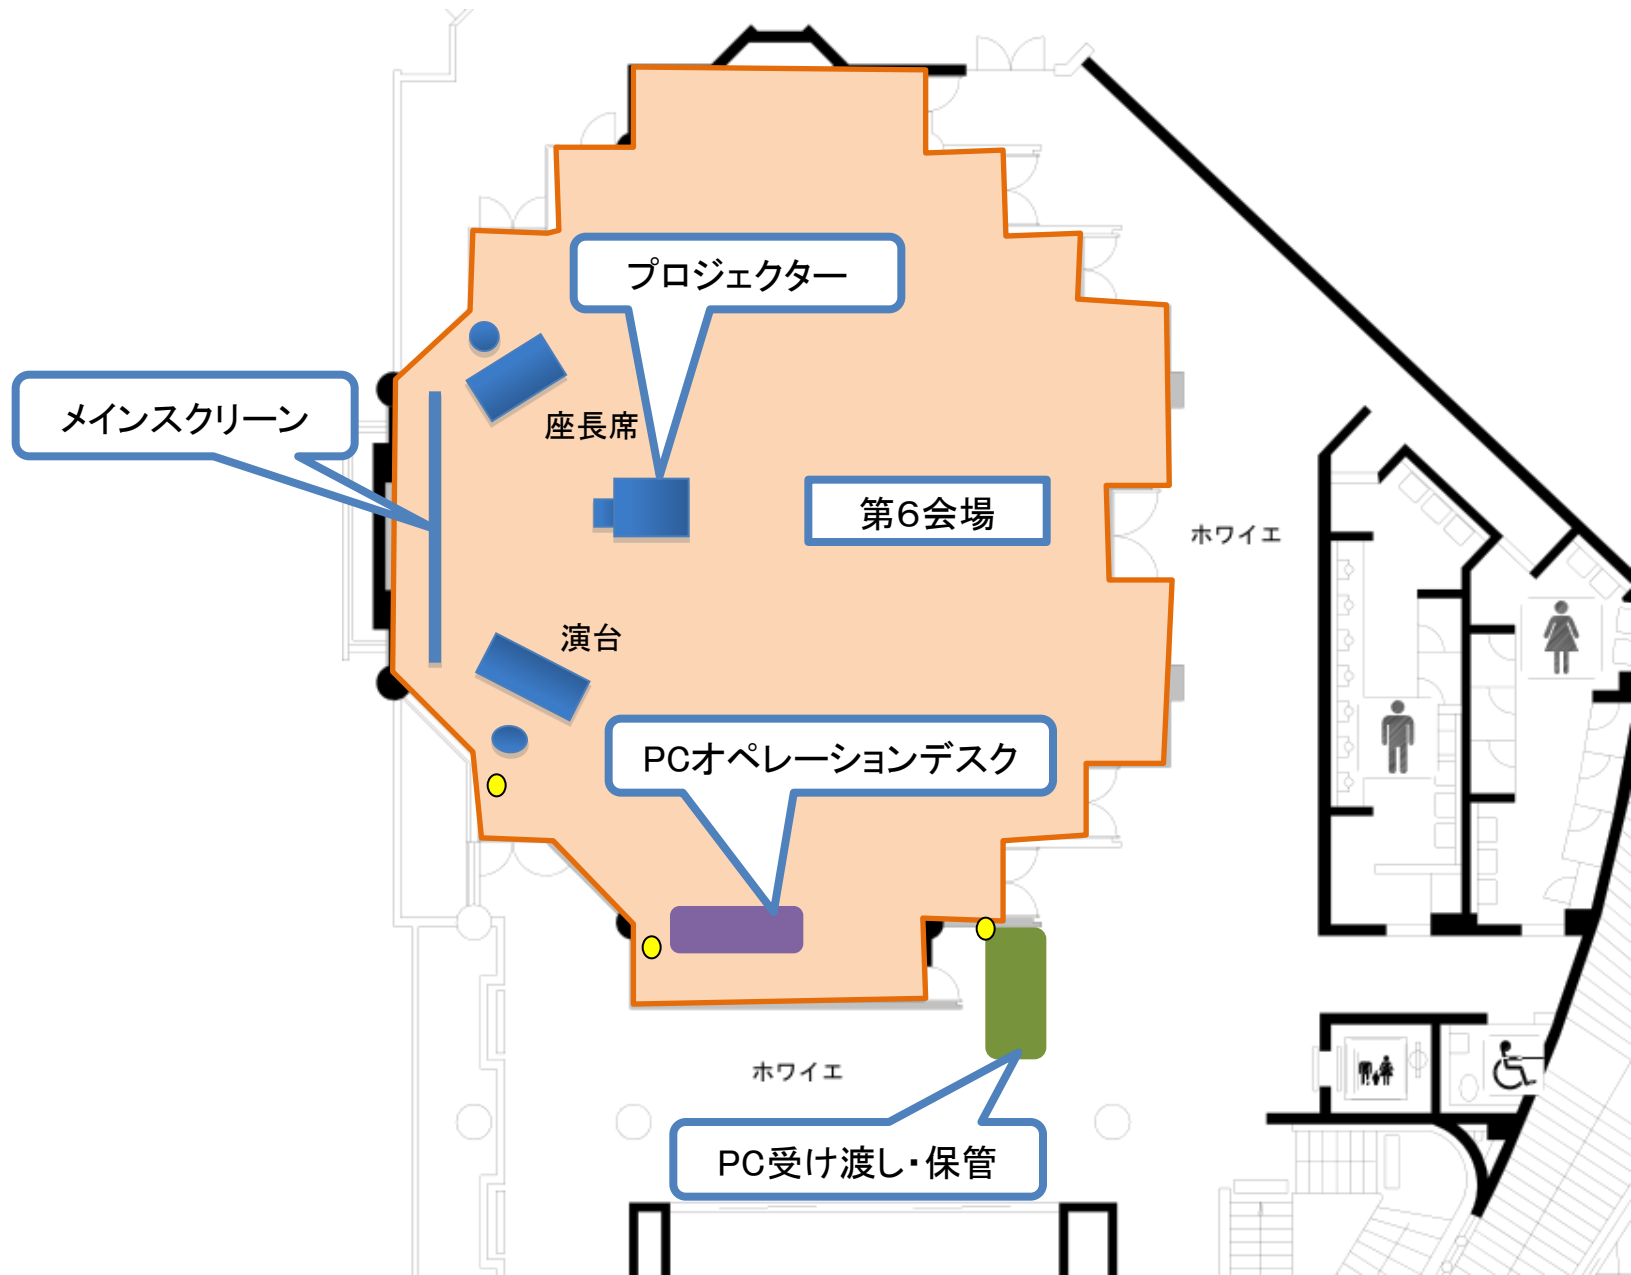 プロジェクター
メインスクリーン
座長席
第6会場
ホワイエ
演台
PCオペレーションデスク
ホワイエ
PC受け渡し・保管